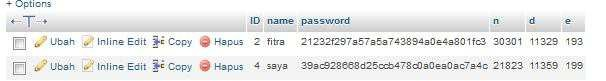 + Options
←T→ ID name password n d e
Ubah Inline Edit Copy Hapus 2 fitra 21232f297a57a5a743894a0e4a801fc3 30301 11329 193
Ubah Inline Edit Copy Hapus 4 saya 39ac928668d25ccb478c0a0ea0ac7a4c 21823 11359 199